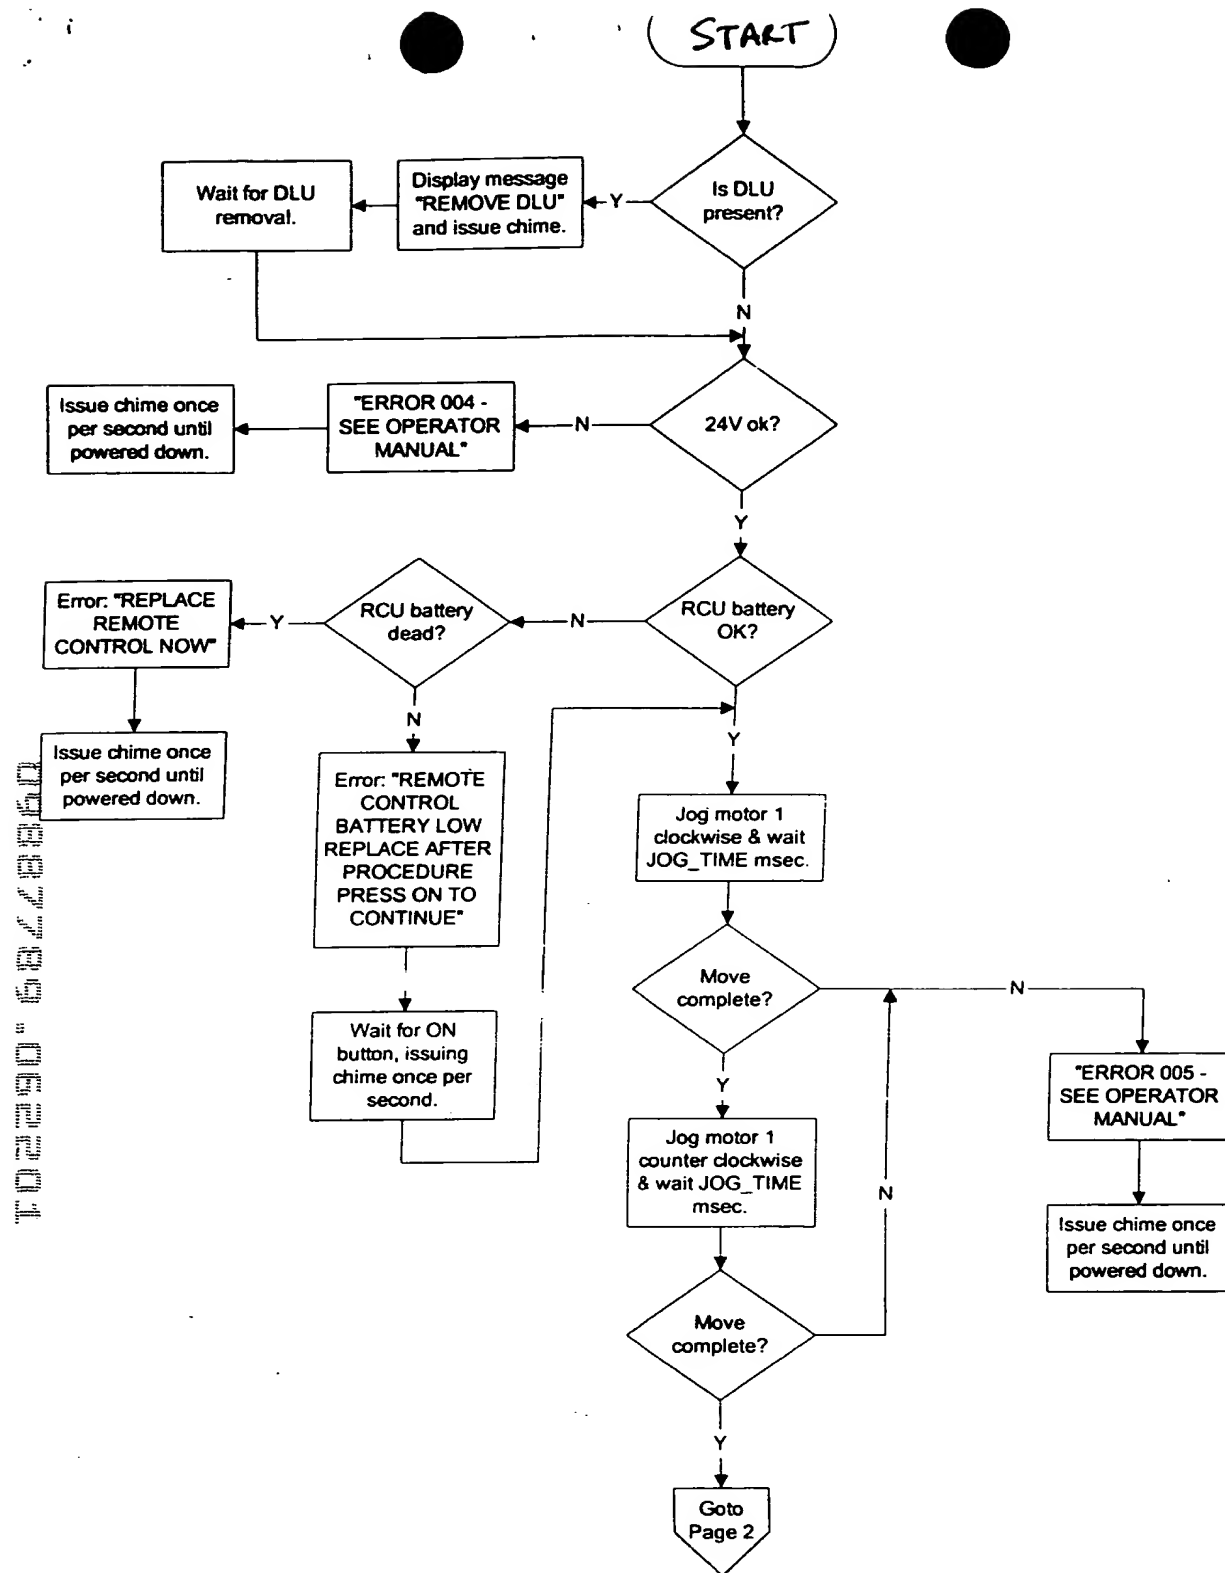 START
Is DLU
present?
Y
Display message
"REMOVE DLU"
and issue chime.
Wait for DLU
removal.
N
24V ok?
N
"ERROR 004 -
SEE OPERATOR
MANUAL"
Issue chime once
per second until
powered down.
Y
RCU battery
OK?
N
RCU battery
dead?
Y
Error: "REPLACE
REMOTE
CONTROL NOW"
Issue chime once
per second until
powered down.
N
Error: "REMOTE
CONTROL
BATTERY LOW
REPLACE AFTER
PROCEDURE
PRESS ON TO
CONTINUE"
Wait for ON
button, issuing
chime once per
second.
Y
Jog motor 1
clockwise & wait
JOG_TIME msec.
Move
complete?
N
"ERROR 005 -
SEE OPERATOR
MANUAL"
Issue chime once
per second until
powered down.
Y
Jog motor 1
counter clockwise
& wait JOG_TIME
msec.
N
Move
complete?
Y
Goto
Page 2
09887789.062201